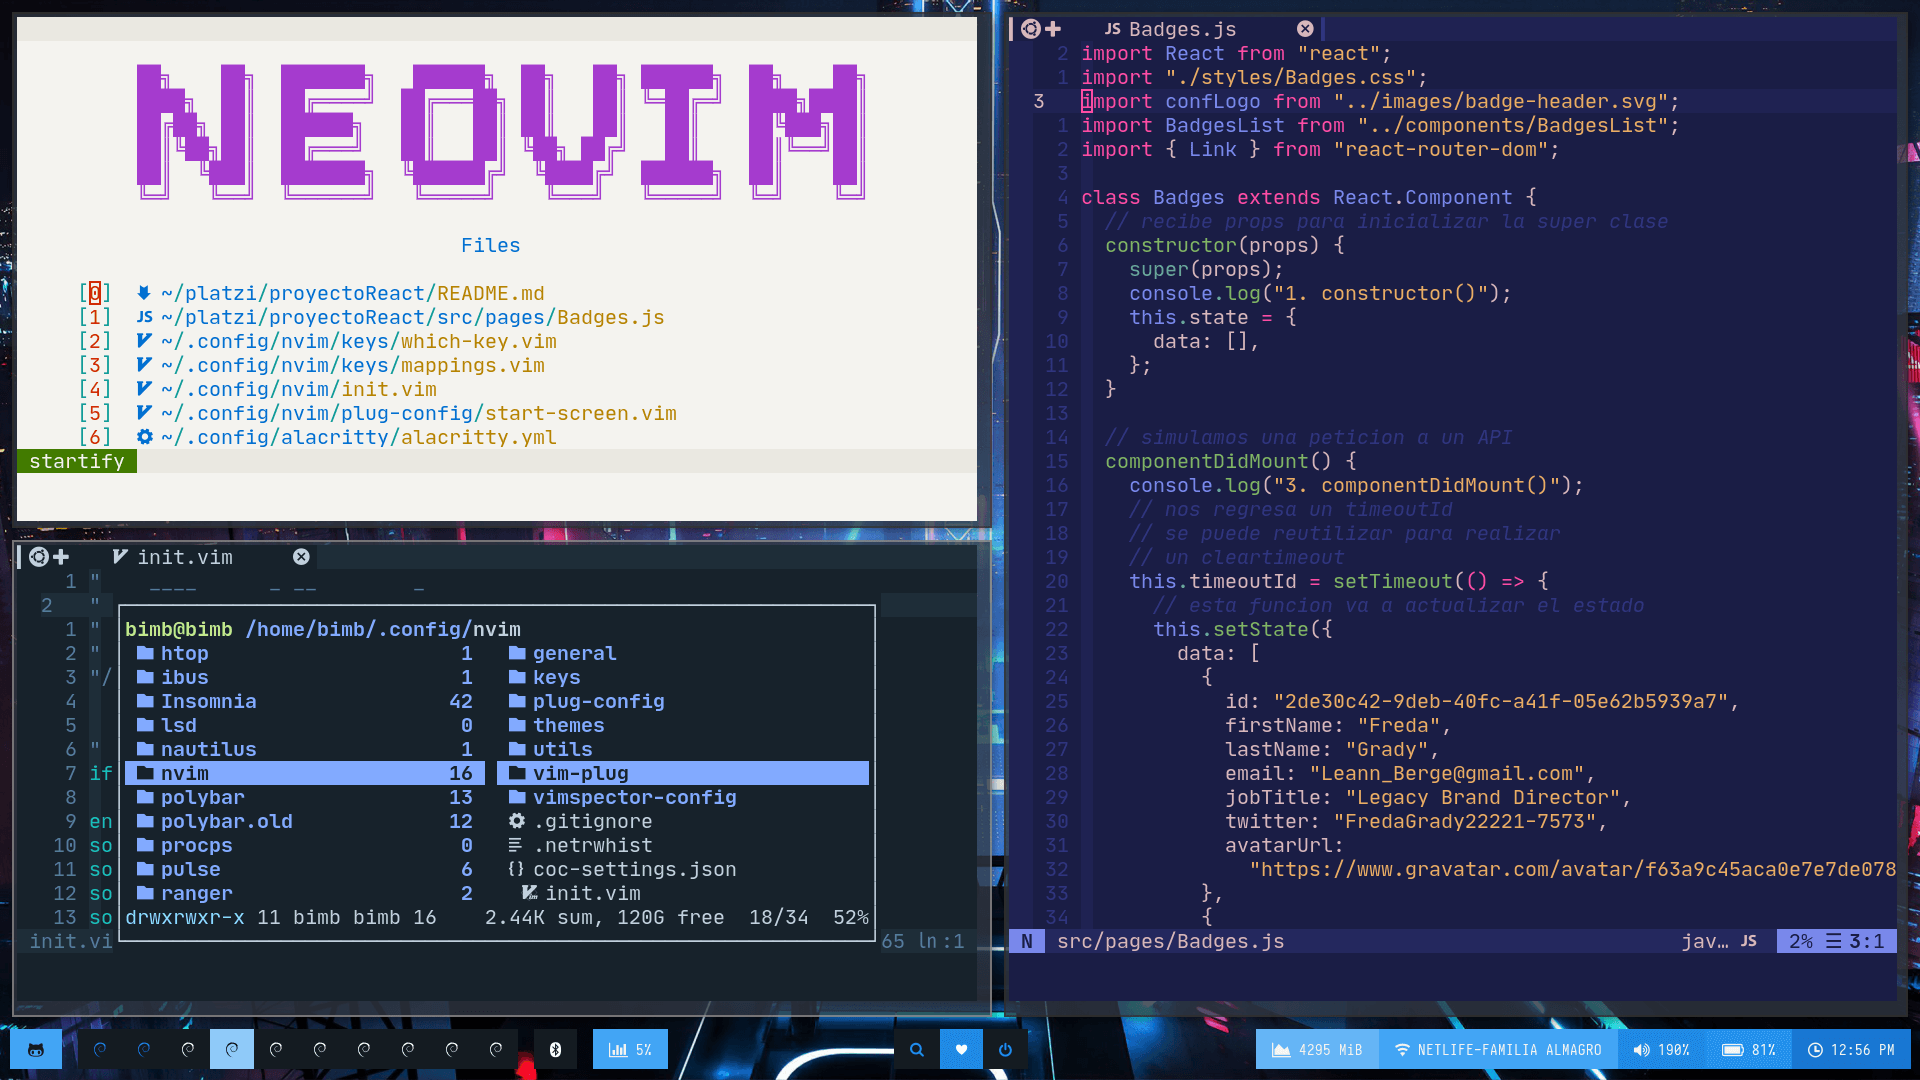 NEOVIM
Files
[0] ~/platzi/proyectoReact/README.md
[1] JS ~/platzi/proyectoReact/src/pages/Badges.js
[2] ~/.config/nvim/keys/which-key.vim
[3] ~/.config/nvim/keys/mappings.vim
[4] ~/.config/nvim/init.vim
[5] ~/.config/nvim/plug-config/start-screen.vim
[6] ~/.config/alacritty/alacritty.yml
startify
init.vim
1 "
2 "
1 "
2 "
3 "/
4
5
6 "
7 if
8
9 en
10 so
11 so
12 so
13 so
init.vi
65 ln:1
bimb@bimb /home/bimb/.config/nvim
htop 1 general
ibus 1 keys
Insomnia 42 plug-config
lsd 0 themes
nautilus 1 utils
nvim 16 vim-plug
polybar 13 vimspector-config
polybar.old 12 .gitignore
procps 0 .netrwhist
pulse 6 {} coc-settings.json
ranger 2 init.vim
drwxrwxr-x 11 bimb bimb 16 2.44K sum, 120G free 18/34 52%
JS Badges.js
2 import React from "react";
1 import "./styles/Badges.css";
3 import confLogo from "../images/badge-header.svg";
1 import BadgesList from "../components/BadgesList";
2 import { Link } from "react-router-dom";
3
4 class Badges extends React.Component {
5 // recibe props para inicializar la super clase
6 constructor(props) {
7 super(props);
8 console.log("1. constructor()");
9 this.state = {
10 data: [],
11 };
12 }
13
14 // simulamos una peticion a un API
15 componentDidMount() {
16 console.log("3. componentDidMount()");
17 // nos regresa un timeoutId
18 // se puede reutilizar para realizar
19 // un cleartimeout
20 this.timeoutId = setTimeout(() => {
21 // esta funcion va a actualizar el estado
22 this.setState({
23 data: [
24 {
25 id: "2de30c42-9deb-40fc-a41f-05e62b5939a7",
26 firstName: "Freda",
27 lastName: "Grady",
28 email: "Leann_Berge@gmail.com",
29 jobTitle: "Legacy Brand Director",
30 twitter: "FredaGrady22221-7573",
31 avatarUrl:
32 "https://www.gravatar.com/avatar/f63a9c45aca0e7e7de078
33 },
34 {
N src/pages/Badges.js jav… JS 2% ☰ 3:1
5% 4295 MiB NETLIFE-FAMILIA ALMAGRO 190% 81% 12:56 PM